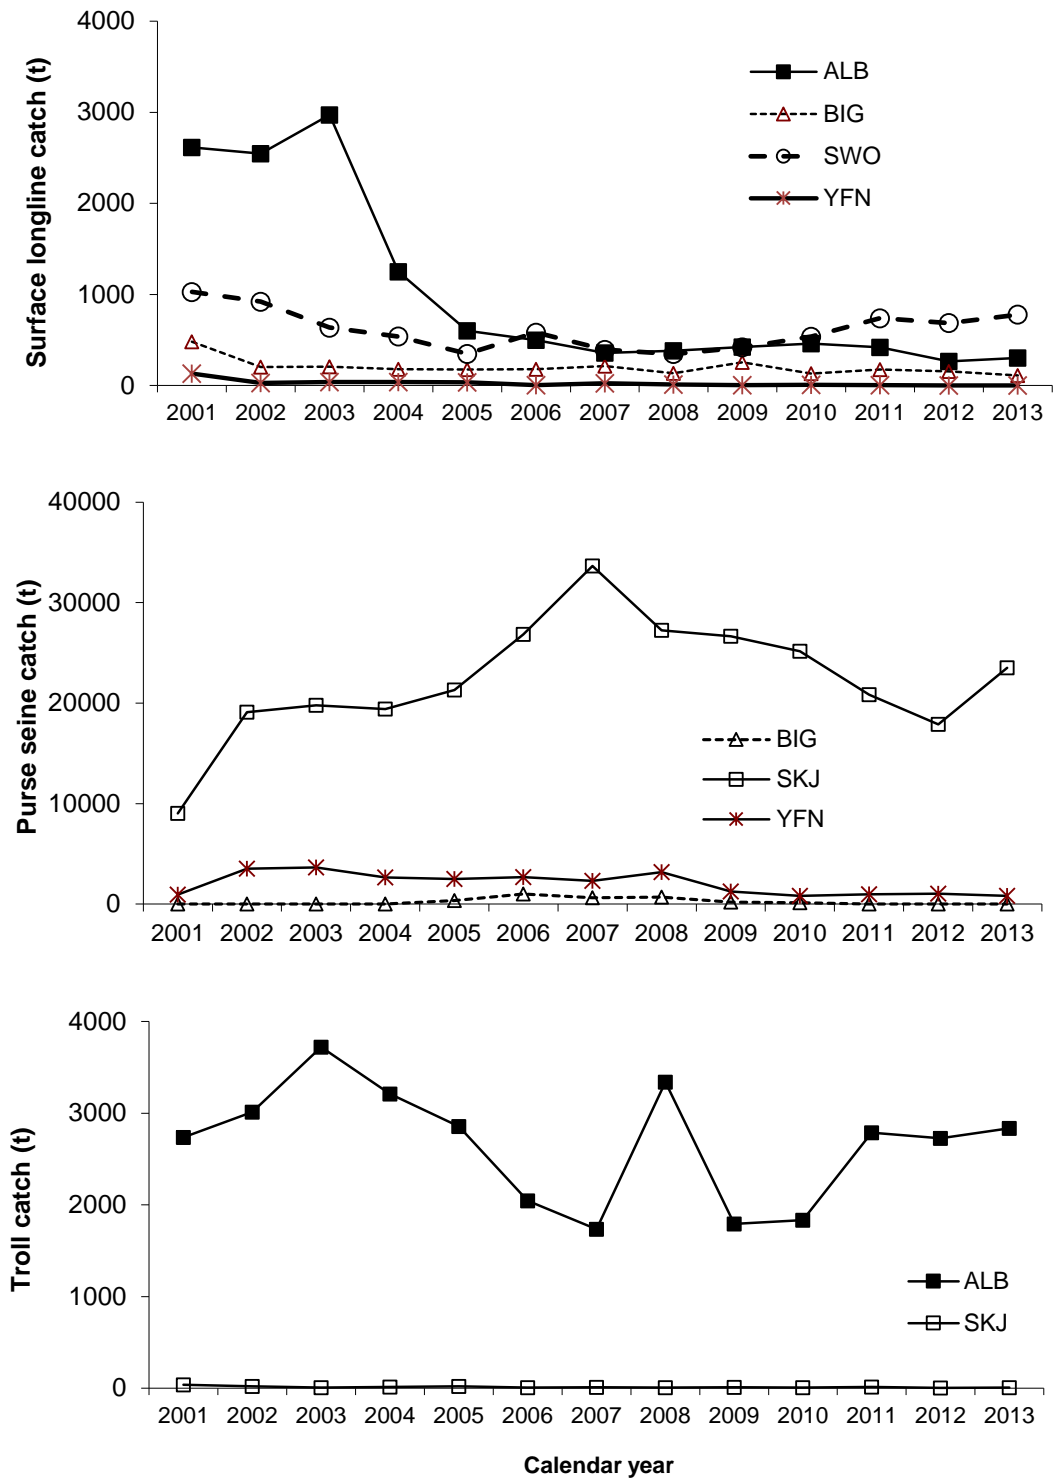 Surface longline catch (t)
4000
3000
2000
1000
0
ALB
BIG
SWO
YFN
2001 2002 2003 2004 2005 2006 2007 2008 2009 2010 2011 2012 2013
Purse seine catch (t)
40000
30000
20000
10000
0
BIG
SKJ
YFN
2001 2002 2003 2004 2005 2006 2007 2008 2009 2010 2011 2012 2013
Troll catch (t)
4000
3000
2000
1000
0
ALB
SKJ
2001 2002 2003 2004 2005 2006 2007 2008 2009 2010 2011 2012 2013
Calendar year